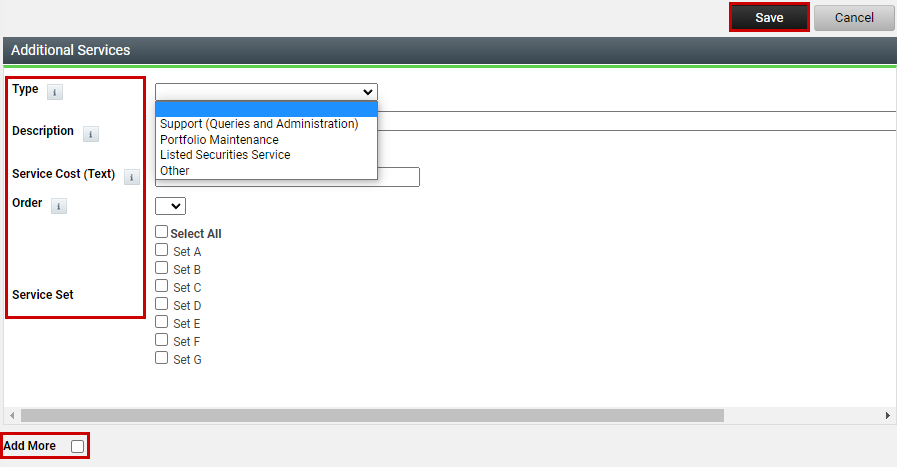 Save Cancel
Additional Services
Type i
Description i
Support (Queries and Administration)
Portfolio Maintenance
Listed Securities Service
Other
Service Cost (Text) i
Order i
Select All
Set A
Set B
Set C
Set D
Service Set
Set E
Set F
Set G
Add More